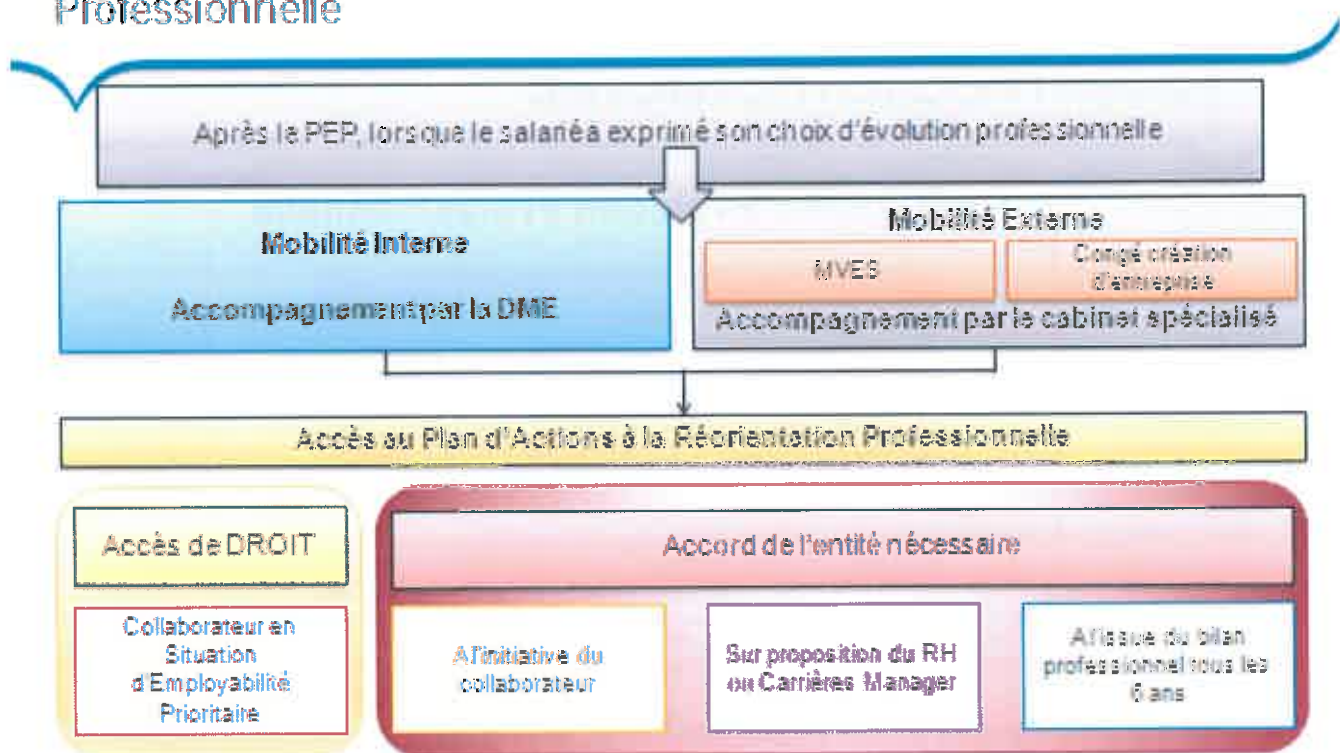 Professionnelle
Après le PEP, lorsque le salarié a exprimé son choix d'évolution professionnelle
Mobilité Interne
Accompagnement par la DME
Mobilité Externe
MVES
Congé création
d'entreprise
Accompagnement par le cabinet spécialisé
Accès au Plan d'Actions à la Réorientation Professionnelle
Accès de DROIT
Accord de l'entité nécessaire
Collaborateur en
Situation
d'Employabilité
Prioritaire
A l'initiative du
collaborateur
Sur proposition du RH
ou Carrières Manager
A l'issue du bilan
professionnel tous les
6 ans